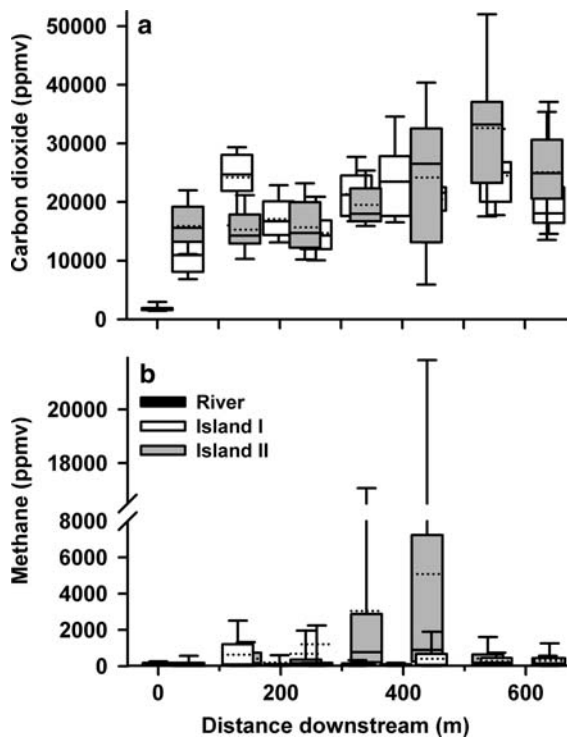 a
Carbon dioxide (ppmv)
50000
40000
30000
20000
10000
0
b
Methane (ppmv)
River
Island I
Island II
20000
18000
8000
6000
4000
2000
0
0 200 400 600
Distance downstream (m)